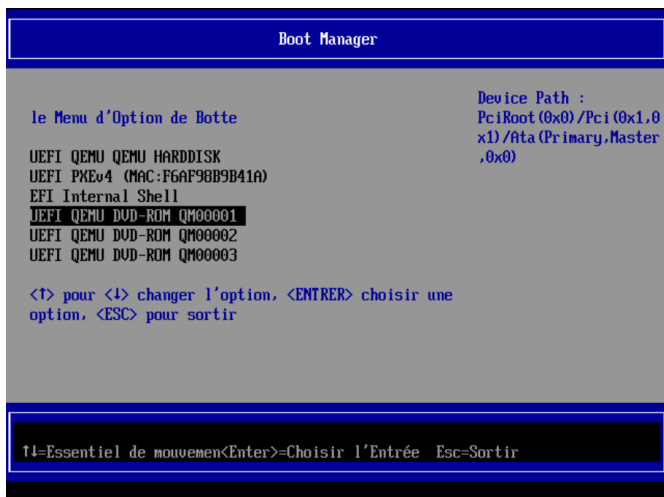 Boot Manager
le Menu d'Option de Botte
Device Path :
PciRoot(0x0)/Pci(0x1,0
x1)/Ata(Primary,Master
,0x0)
UEFI QEMU QEMU HARDDISK
UEFI PXEv4 (MAC:F6AF98B9B41A)
EFI Internal Shell
UEFI QEMU DVD-ROM QM00001
UEFI QEMU DVD-ROM QM00002
UEFI QEMU DVD-ROM QM00003
<↑> pour <↓> changer l'option, <ENTRER> choisir une
option, <ESC> pour sortir
↑↓=Essentiel de mouvemen<Enter>=Choisir l'Entrée Esc=Sortir